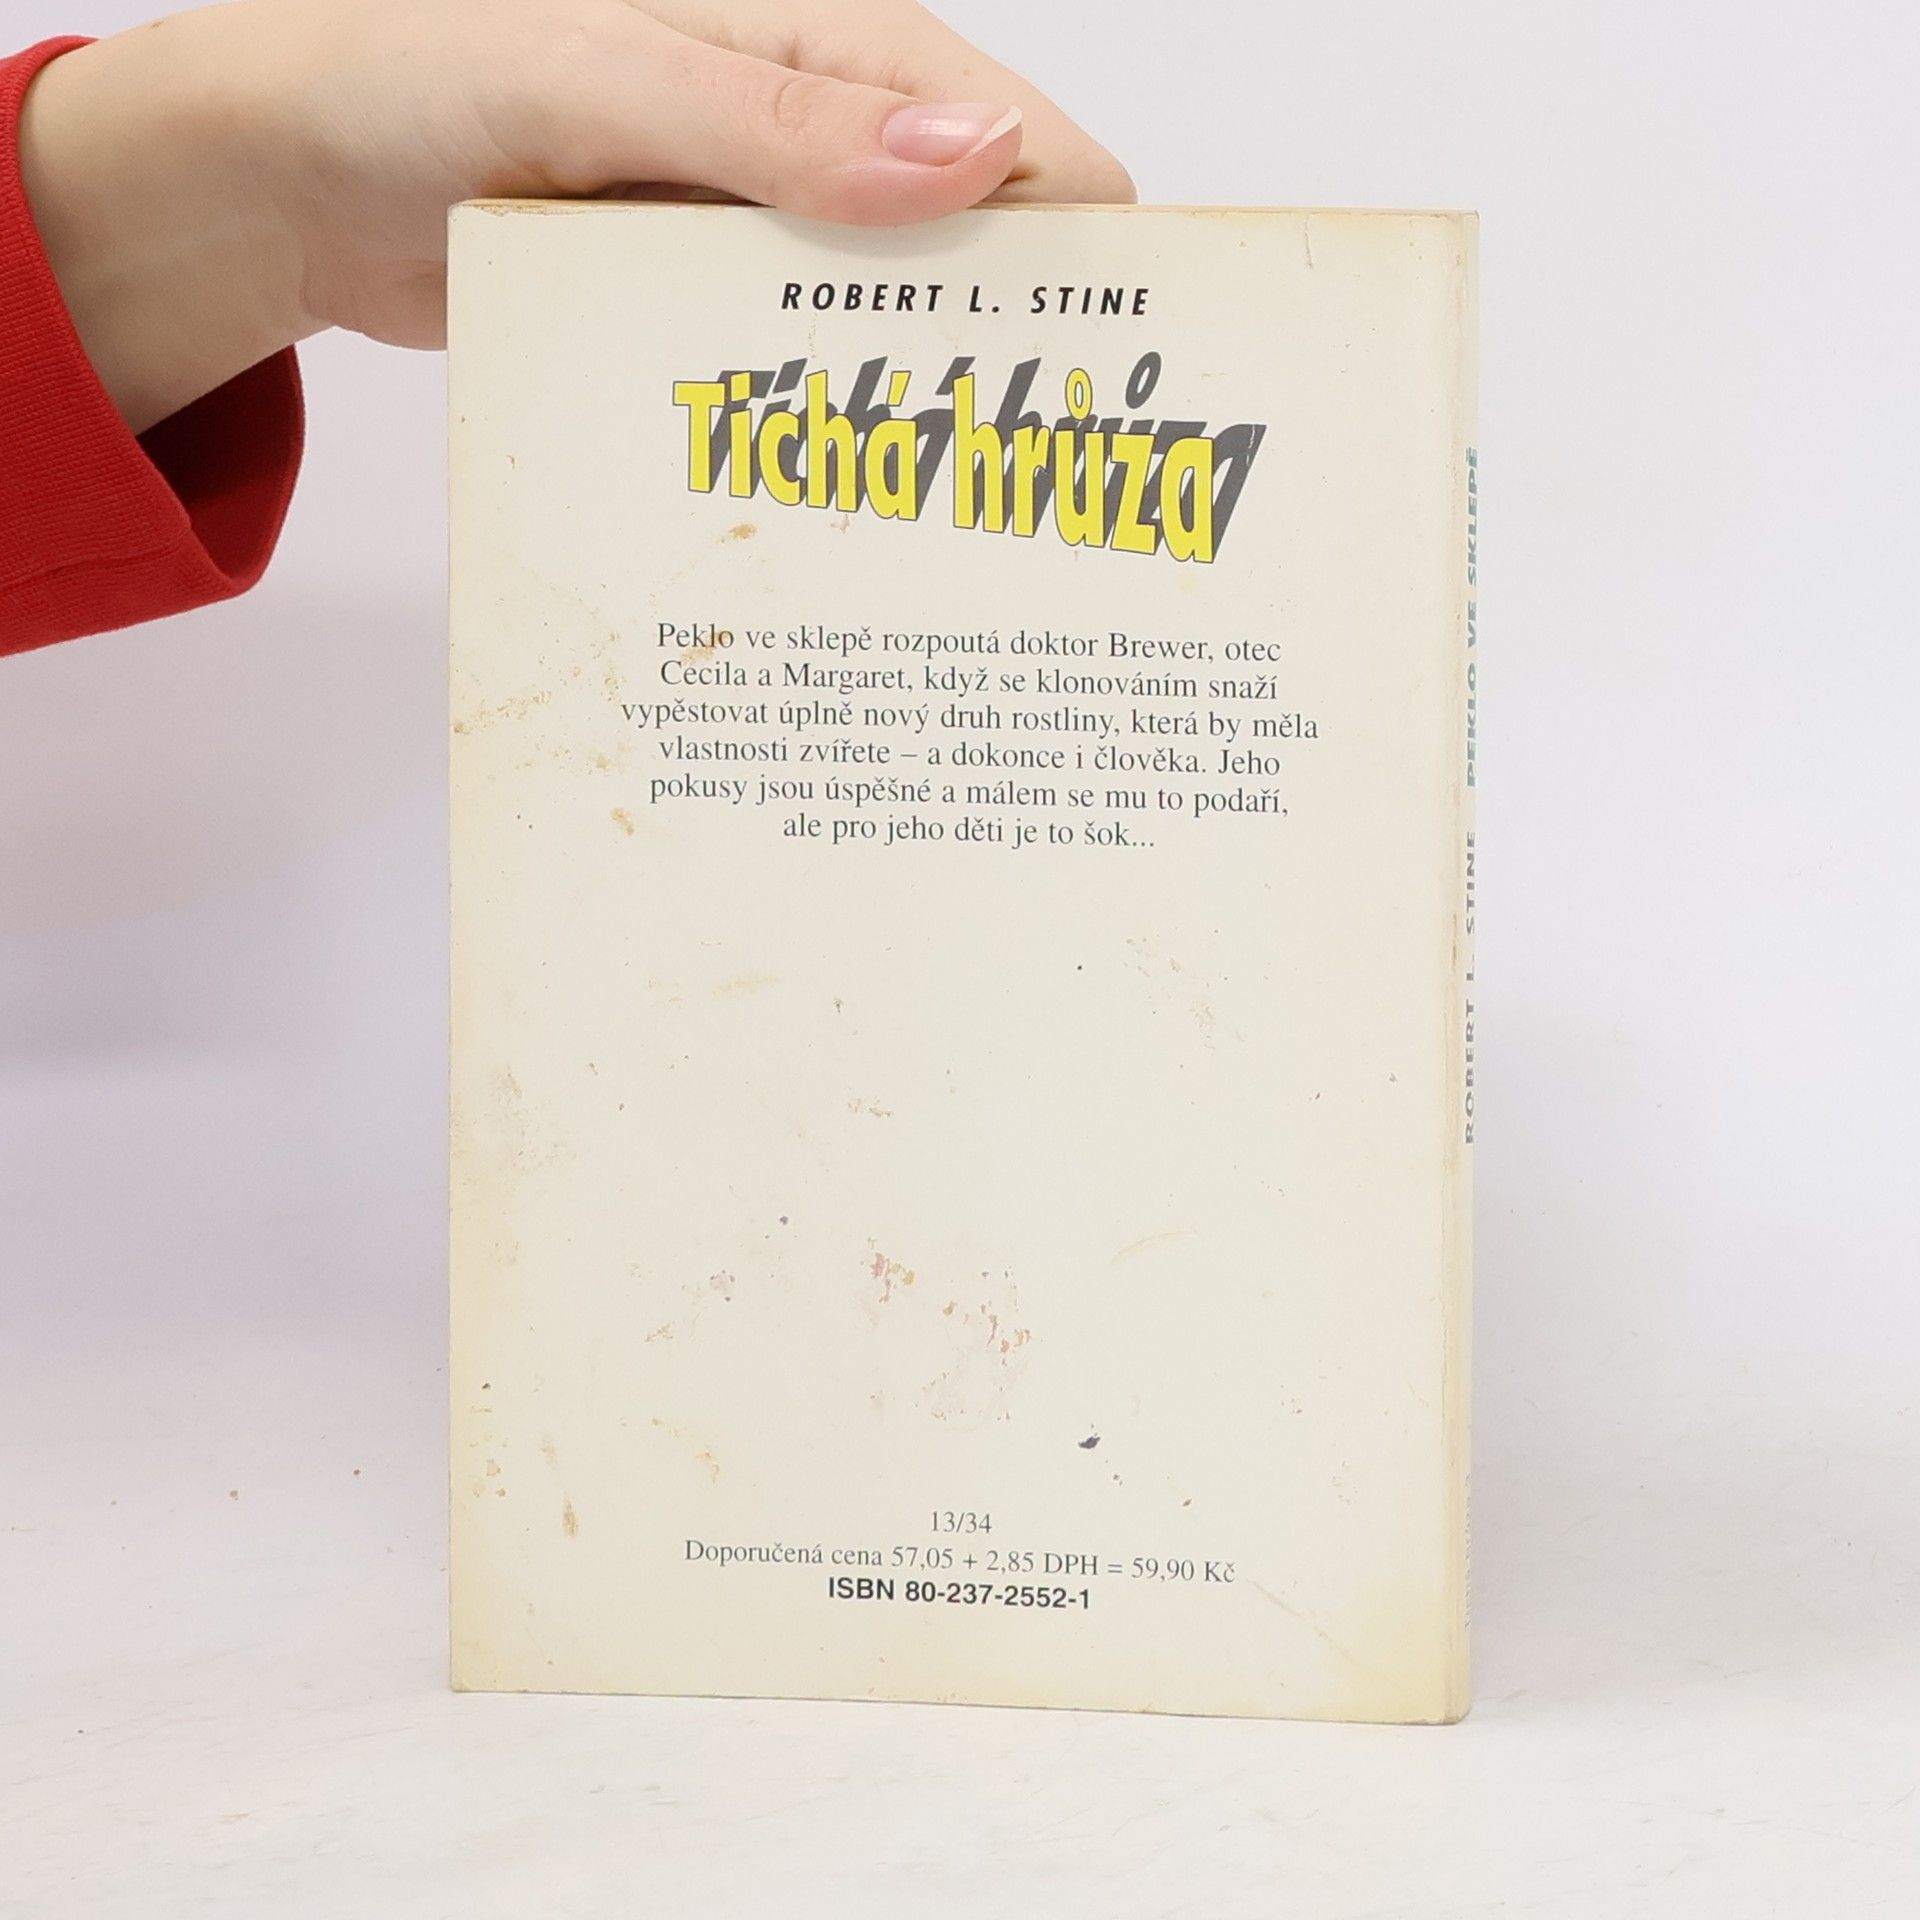 ROBERT L. STINE
Tichá hrůza
Peklo ve sklepě rozpoutá doktor Brewer, otec
Cecila a Margaret, když se klonováním snaží
vypěstovat úplně nový druh rostliny, která by měla
vlastnosti zvířete – a dokonce i člověka. Jeho
pokusy jsou úspěšné a málem se mu to podaří,
ale pro jeho děti je to šok...
13/34
Doporučená cena 57,05 + 2,85 DPH = 59,90 Kč
ISBN 80-237-2552-1
ROBERT L. STINE PEKLO VE SKLEPĚ